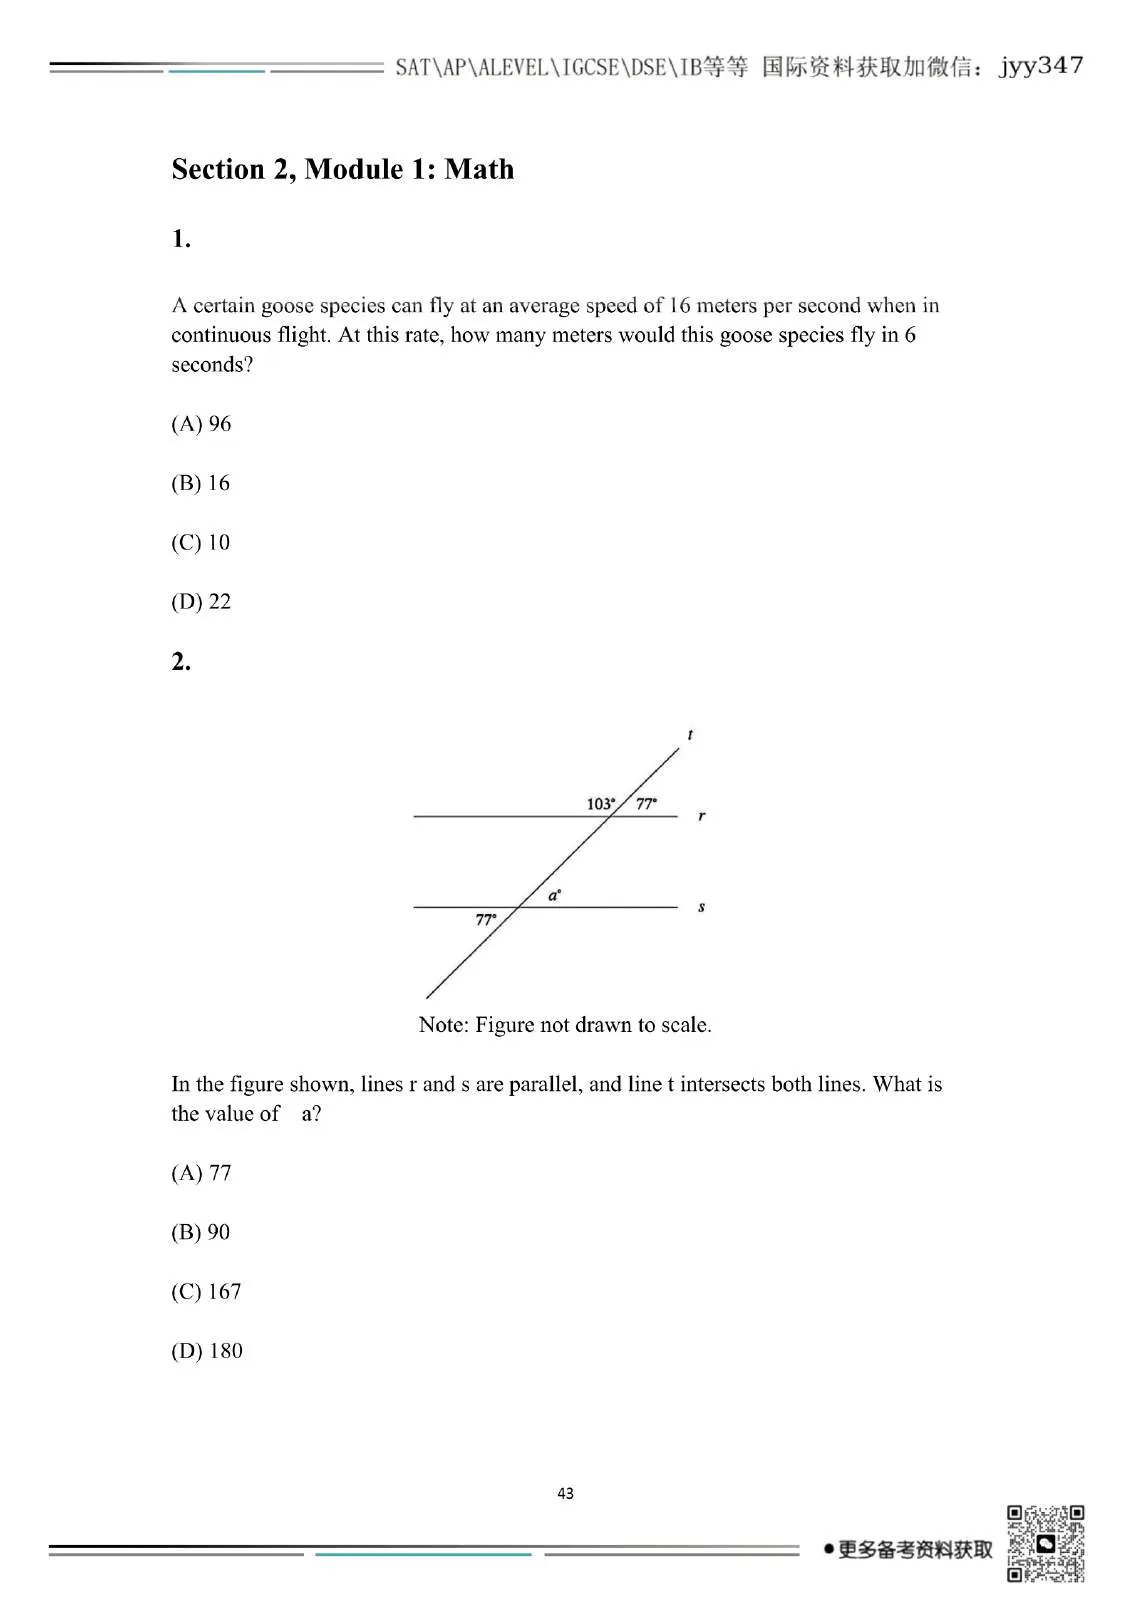 SAT\AP\ALEVEL\IGCSE\DSE\IB等等 国际资料获取加微信: jyy347
Section 2, Module 1: Math
1.
A certain goose species can fly at an average speed of 16 meters per second when in
continuous flight. At this rate, how many meters would this goose species fly in 6
seconds?
(A) 96
(B) 16
(C) 10
(D) 22
2.
t
103° 77°
r
a°
s
77°
Note: Figure not drawn to scale.
In the figure shown, lines r and s are parallel, and line t intersects both lines. What is
the value of a?
(A) 77
(B) 90
(C) 167
(D) 180
43
●更多备考资料获取